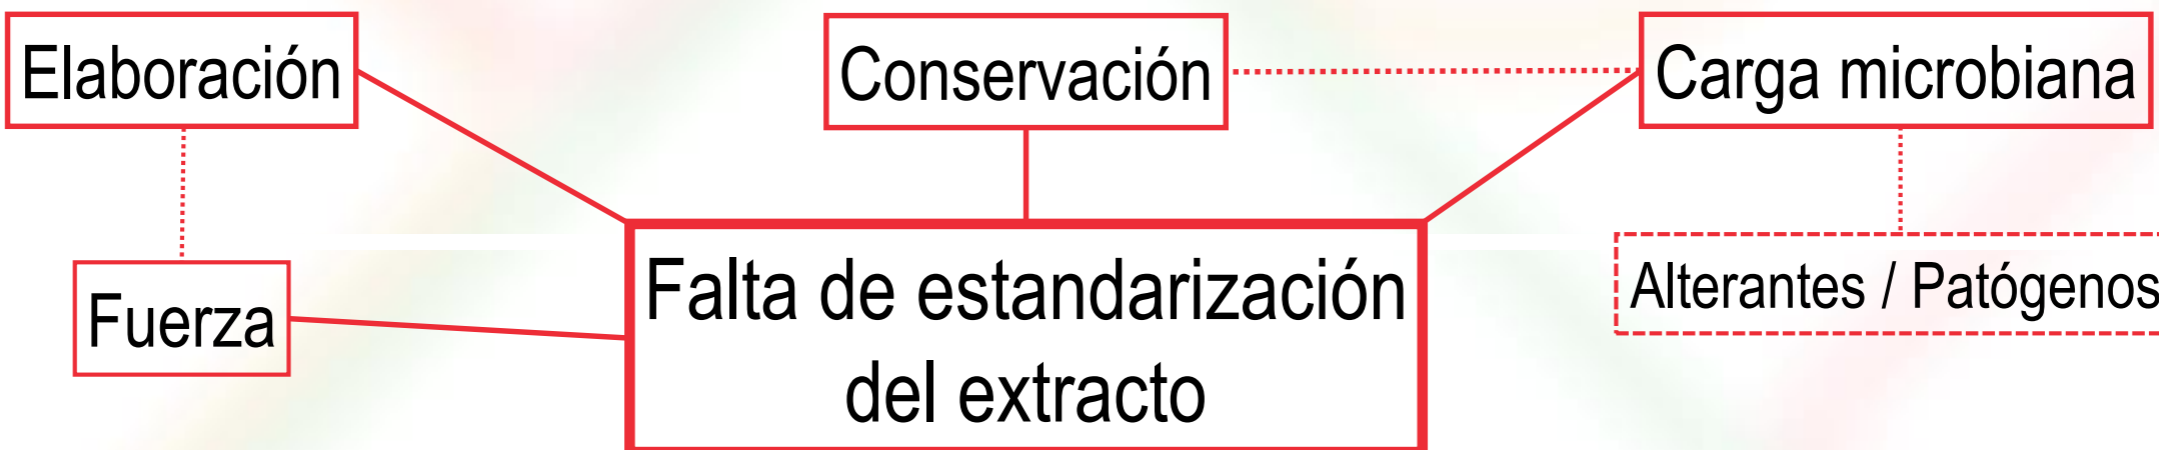 Elaboración
Conservación
Carga microbiana
Fuerza
Falta de estandarización
del extracto
Alterantes / Patógenos